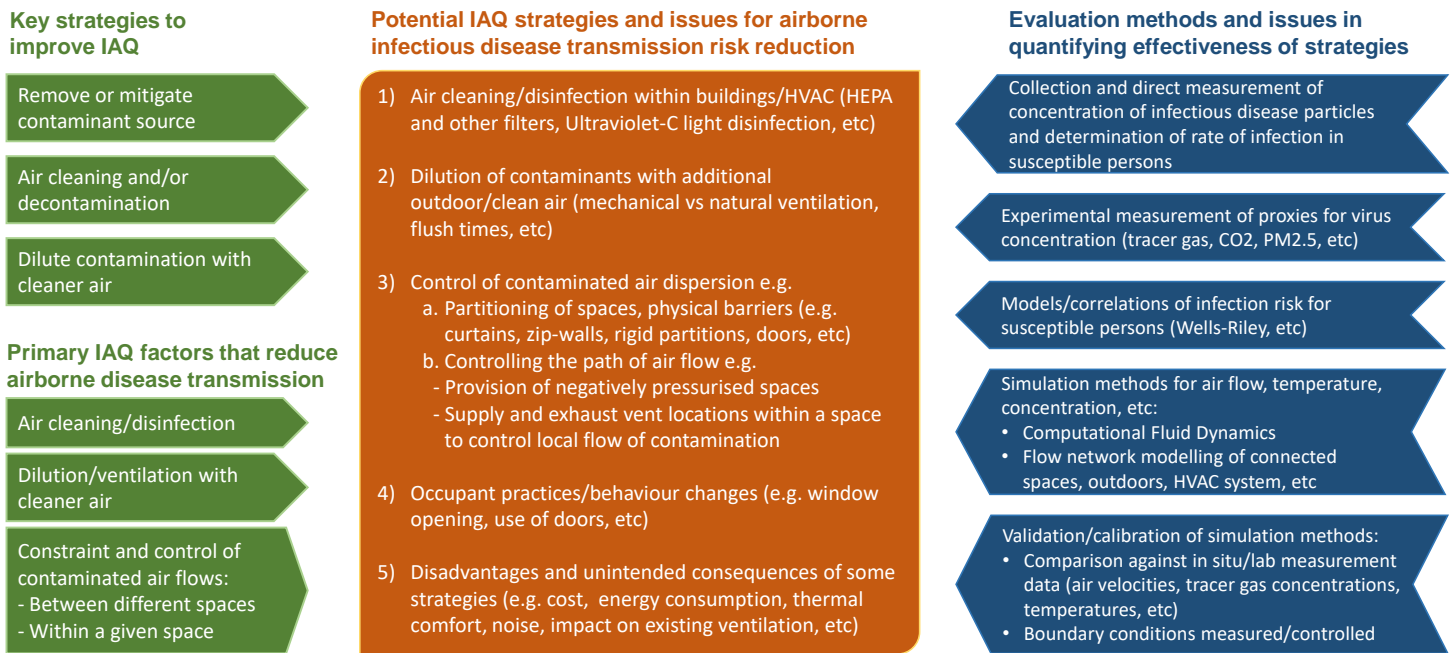 Key strategies to
improve IAQ
Remove or mitigate
contaminant source
Air cleaning and/or
decontamination
Dilute contamination with
cleaner air
Primary IAQ factors that reduce
airborne disease transmission
Air cleaning/disinfection
Dilution/ventilation with
cleaner air
Constraint and control of
contaminated air flows:
- Between different spaces
- Within a given space
Potential IAQ strategies and issues for airborne
infectious disease transmission risk reduction
1) Air cleaning/disinfection within buildings/HVAC (HEPA
and other filters, Ultraviolet-C light disinfection, etc)
2) Dilution of contaminants with additional
outdoor/clean air (mechanical vs natural ventilation,
flush times, etc)
3) Control of contaminated air dispersion e.g.
a. Partitioning of spaces, physical barriers (e.g.
curtains, zip-walls, rigid partitions, doors, etc)
b. Controlling the path of air flow e.g.
- Provision of negatively pressurised spaces
- Supply and exhaust vent locations within a space
to control local flow of contamination
4) Occupant practices/behaviour changes (e.g. window
opening, use of doors, etc)
5) Disadvantages and unintended consequences of some
strategies (e.g. cost, energy consumption, thermal
comfort, noise, impact on existing ventilation, etc)
Evaluation methods and issues in
quantifying effectiveness of strategies
Collection and direct measurement of
concentration of infectious disease particles
and determination of rate of infection in
susceptible persons
Experimental measurement of proxies for virus
concentration (tracer gas, CO2, PM2.5, etc)
Models/correlations of infection risk for
susceptible persons (Wells-Riley, etc)
Simulation methods for air flow, temperature,
concentration, etc:
• Computational Fluid Dynamics
• Flow network modelling of connected
spaces, outdoors, HVAC system, etc
Validation/calibration of simulation methods:
• Comparison against in situ/lab measurement
data (air velocities, tracer gas concentrations,
temperatures, etc)
• Boundary conditions measured/controlled